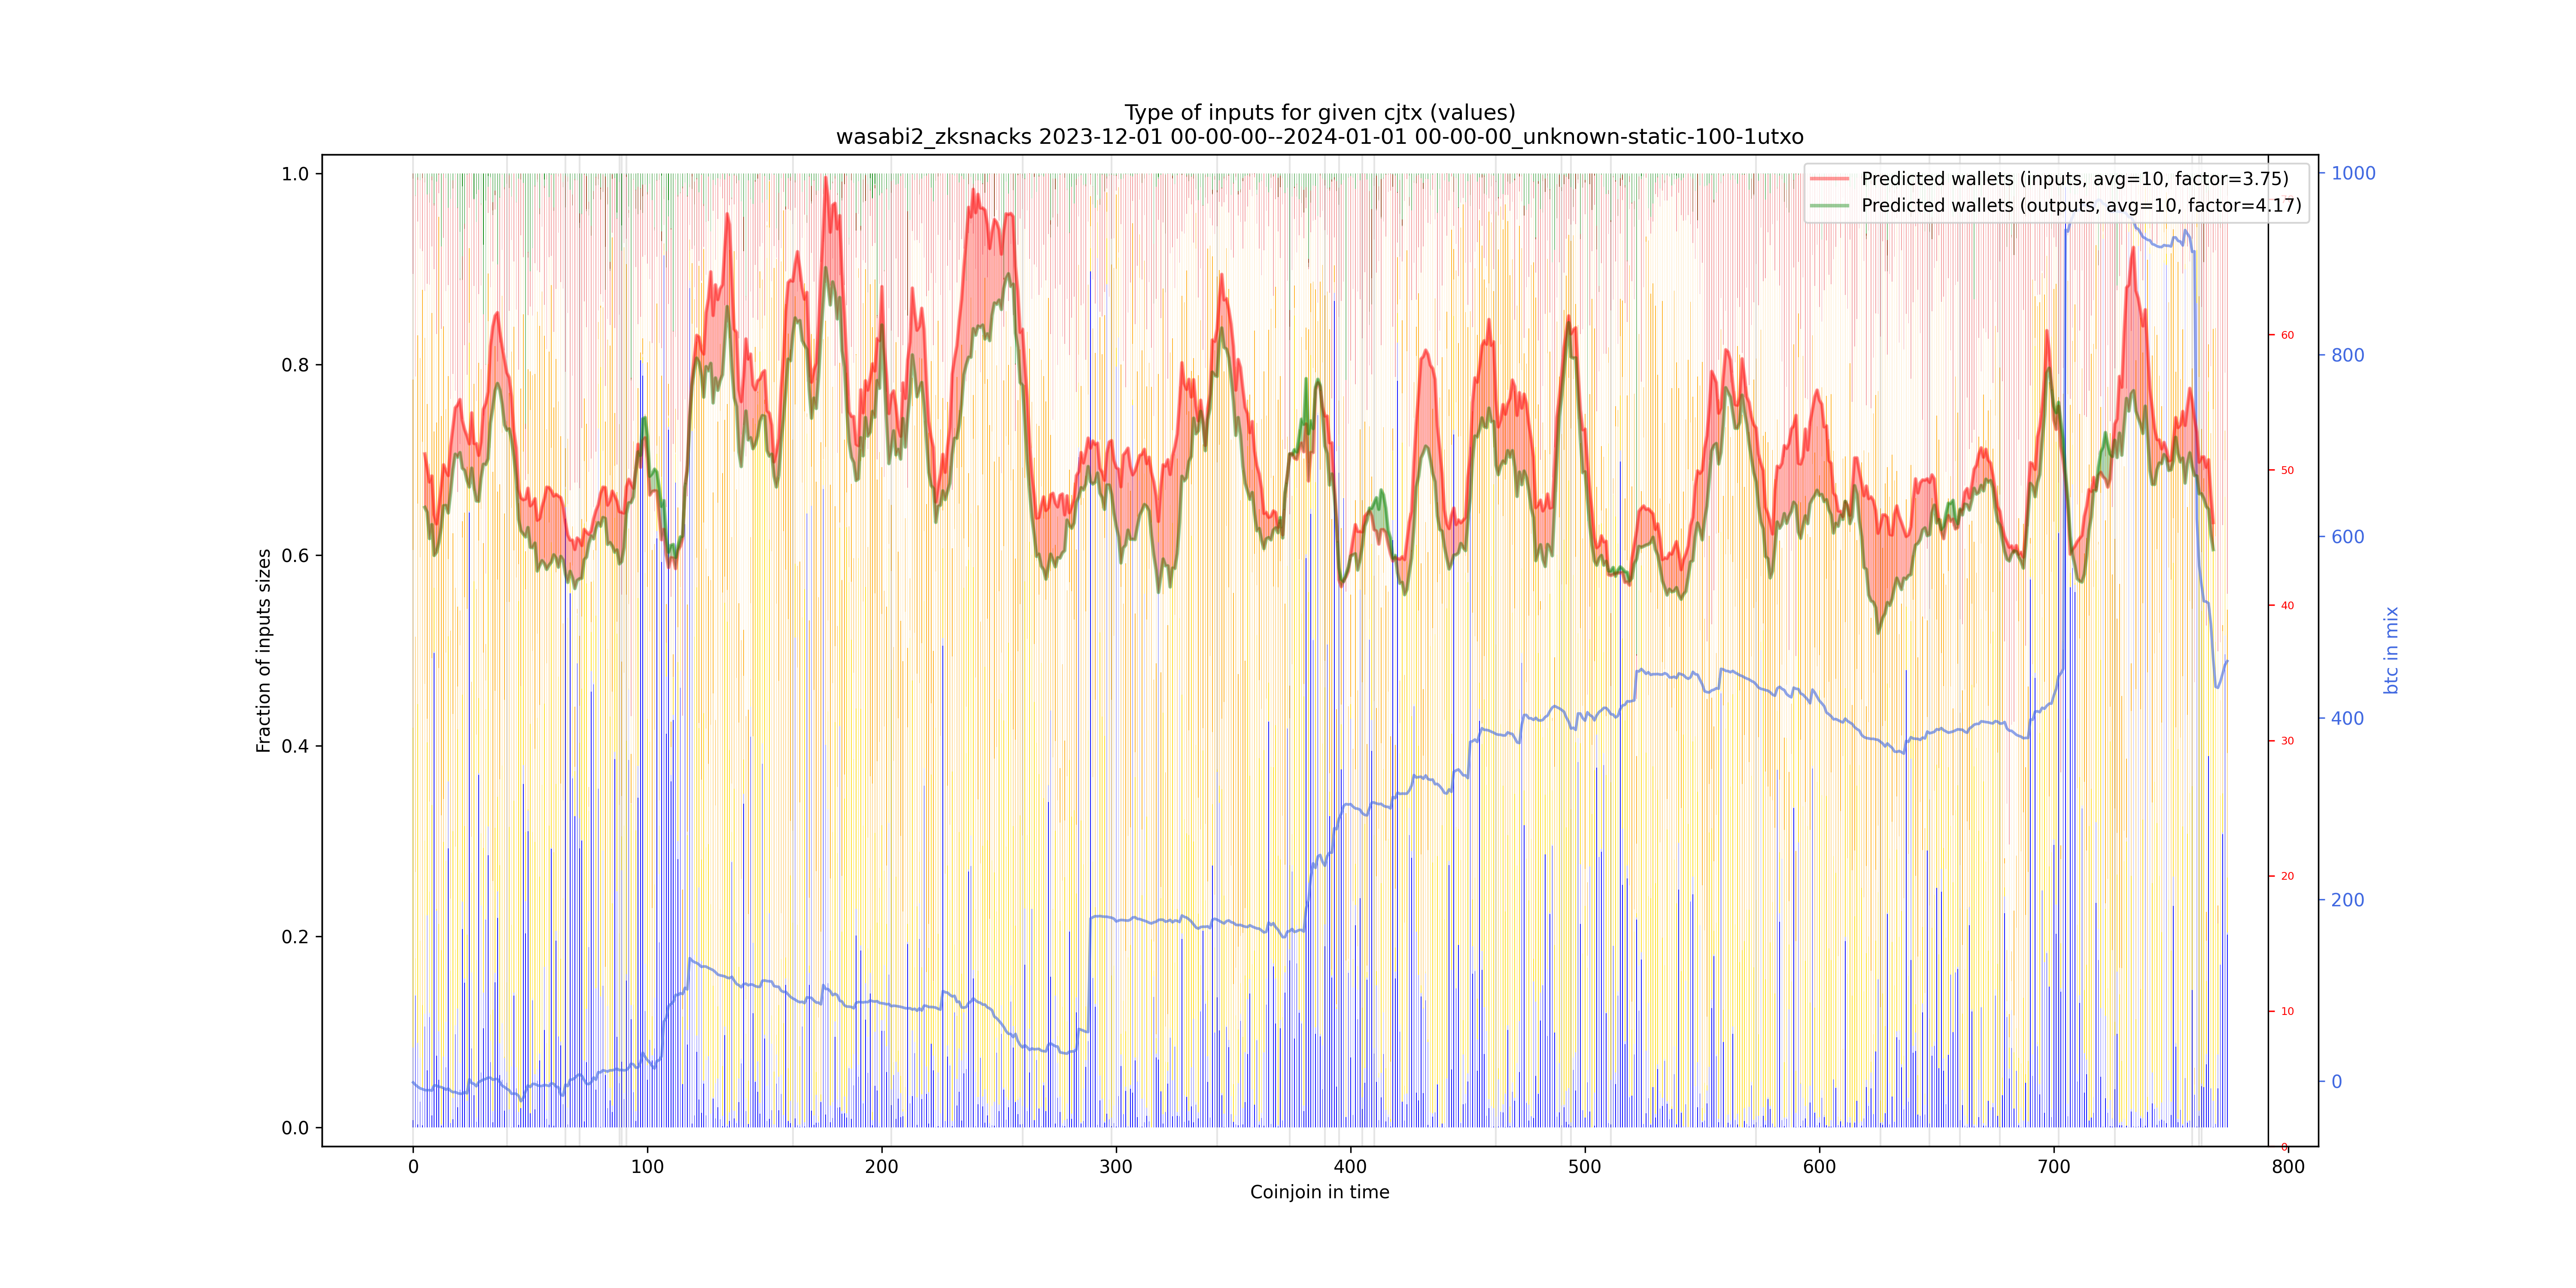 Type of inputs for given cjtx (values)
wasabi2_zksnacks 2023-12-01 00-00-00--2024-01-01 00-00-00_unknown-static-100-1utxo
Predicted wallets (inputs, avg=10, factor=3.75)
Predicted wallets (outputs, avg=10, factor=4.17)
Fraction of inputs sizes
1.0
0.8
0.6
0.4
0.2
0.0
0 100 200 300 400 500 600 700 800
Coinjoin in time
60
50
40
30
20
10
0
1000
800
600
400
200
0
btc in mix